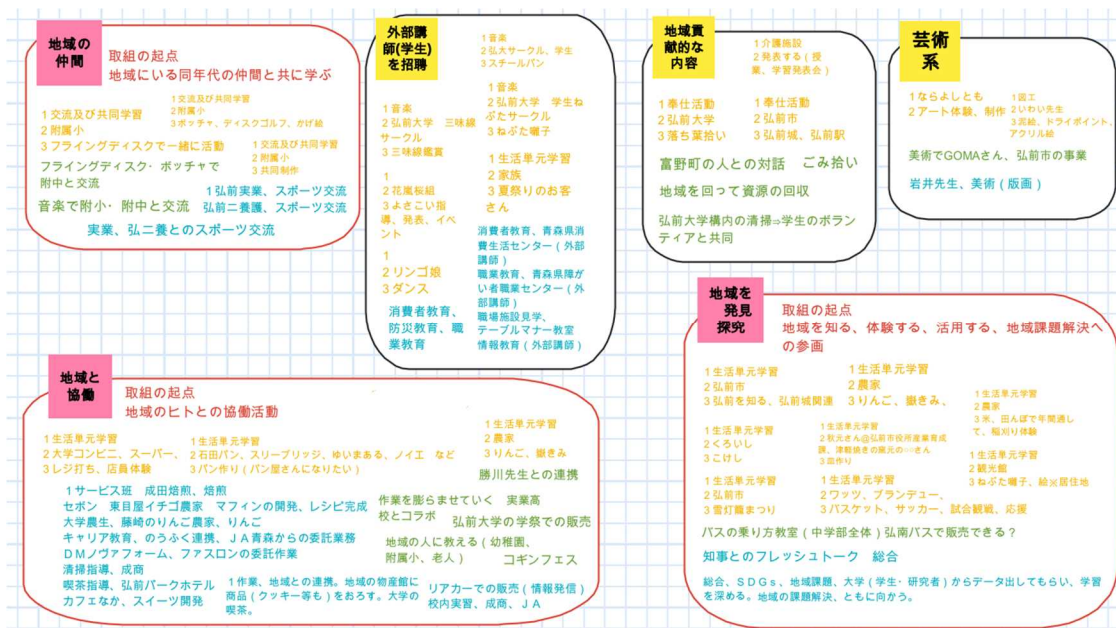 地域の
仲間
取組の起点
地域にいる同年代の仲間と共に学ぶ
1交流及び共同学習
2附属小
3フライングディスクで一緒に活動
1交流及び共同学習
2附属小
3ボッチャ、ディスクゴルフ、かげ絵
1交流及び共同学習
2附属小
3共同制作
フライングディスク・ボッチャで
附中と交流
音楽で附小・附中と交流
1弘前実業、スポーツ交流
弘前二養護、スポーツ交流
実業、弘二養とのスポーツ交流
外部講
師(学生)
を招聘
1音楽
2弘大サークル、学生
3スチールパン
1音楽
2弘前大学 三味線
サークル
3三味線鑑賞
1音楽
2弘前大学 学生ね
ぷたサークル
3ねぷた囃子
1
2花嵐桜組
3よさこい指
導、発表、イベ
ント
1生活単元学習
2家族
3夏祭りのお客
さん
1
2リンゴ娘
3ダンス
消費者教育、青森県消
費生活センター(外部
講師)
職業教育、青森県障が
い者職業センター(外
部講師)
職場施設見学、
テーブルマナー教室
情報教育(外部講師)
消費者教育、
防災教育、職
業教育
地域貢
献的な
内容
1介護施設
2発表する(授
業、学習発表会)
1奉仕活動
2弘前大学
3落ち葉拾い
1奉仕活動
2弘前市
3弘前城、弘前駅
富野町の人との対話 ごみ拾い
地域を回って資源の回収
弘前大学構内の清掃⇒学生のボラン
ティアと共同
芸術
系
1ならよしとも
2アート体験、制作
1図工
2いわい先生
3泥絵、ドライポイント、
アクリル絵
美術でGOMAさん、弘前市の事業
岩井先生、美術(版画)
地域と
協働
取組の起点
地域のヒトとの協働活動
1生活単元学習
2大学コンビニ、スーパー、
3レジ打ち、店員体験
1生活単元学習
2石田パン、スリーブリッジ、ゆいまある、ノイエ など
3パン作り(パン屋さんになりたい)
1生活単元学習
2農家
3りんご、嶽きみ
勝川先生との連携
1サービス班 成田焙煎、焙煎
セボン 東目屋イチゴ農家 マフィンの開発、レシピ完成
大学農生、藤崎のりんご農家、りんご
キャリア教育、のうふく連携、JA青森からの委託業務
DMノヴァフォーム、ファスロンの委託作業
清掃指導、成商
喫茶指導、弘前パークホテル
カフェなか、スイーツ開発
作業を膨らませていく 実業高
校とコラボ
弘前大学の学祭での販売
地域の人に教える(幼稚園、
附属小、老人)
コギンフェス
1作業、地域との連携。地域の物産館に
商品(クッキー等も)をおろす。大学の
喫茶。
リアカーでの販売(情報発信)
校内実習、成商、JA
地域を
発見
探究
取組の起点
地域を知る、体験する、活用する、地域課題解決へ
の参画
1生活単元学習
2弘前市
3弘前を知る、弘前城関連
1生活単元学習
2農家
3りんご、嶽きみ、
1生活単元学習
2農家
3米、田んぼで年間通し
て、稲刈り体験
1生活単元学習
2くろいし
3こけし
1生活単元学習
2秋元さん@弘前市役所産業育成
課、津軽焼きの窯元の○○さん
3皿作り
1生活単元学習
2観光館
3ねぷた囃子、絵※居住地
1生活単元学習
2弘前市
3雪灯籠まつり
1生活単元学習
2ワッツ、ブランデュー、
3バスケット、サッカー、試合観戦、応援
バスの乗り方教室(中学部全体)弘南バスで販売できる?
知事とのフレッシュトーク 総合
総合、SDGs、地域課題、大学(学生・研究者)からデータ出してもらい、学習
を深める。地域の課題解決、ともに向かう。